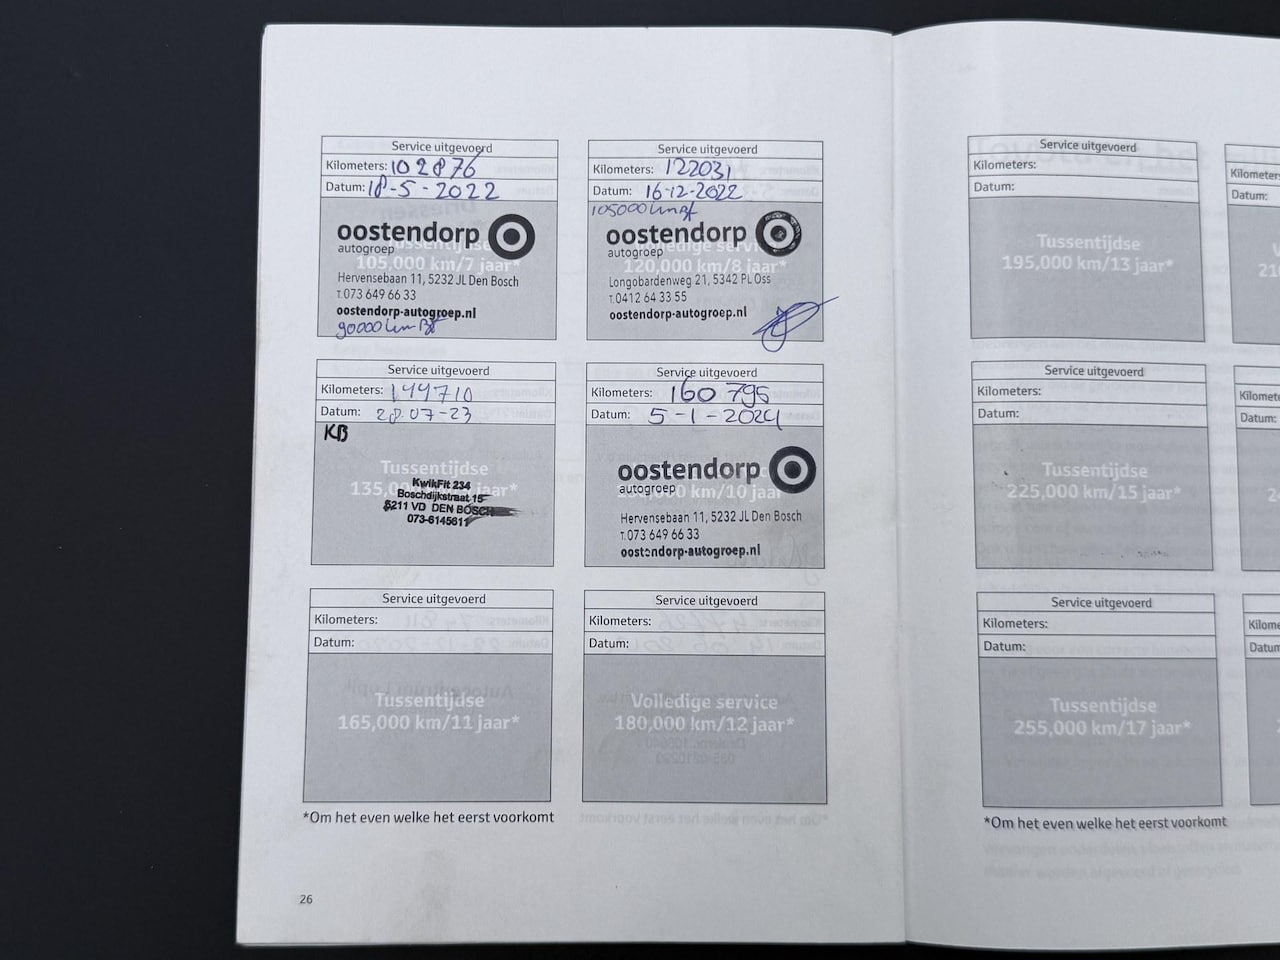 Service uitgevoerd
Kilometers: 102876
Datum: 18-5-2022
oostendorp
autogroep
105,000 km/7 jaar*
Hervensebaan 11, 5232 JL Den Bosch
T.073 649 66 33
oostendorp-autogroep.nl
90000 km Bf
Service uitgevoerd
Kilometers: 122031
Datum: 16-12-2022
105000 km Bf
oostendorp
autogroep
120,000 km/8 jaar*
Longobardenweg 21, 5342 PL Oss
T.0412 64 33 55
oostendorp-autogroep.nl
Service uitgevoerd
Kilometers: 144710
Datum: 28-07-23
KB
Tussentijdse
135,000 km/9 jaar*
KwikFit 234
Boschdijkstraat 15
5211 VD DEN BOSCH
073-6145611
Service uitgevoerd
Kilometers: 160795
Datum: 5-1-2024
oostendorp
autogroep
km/10 jaar
Hervensebaan 11, 5232 JL Den Bosch
T.073 649 66 33
oostendorp-autogroep.nl
Service uitgevoerd
Kilometers:
Datum:
Tussentijdse
165,000 km/11 jaar*
Service uitgevoerd
Kilometers:
Datum:
Volledige service
180,000 km/12 jaar*
*Om het even welke het eerst voorkomt
26
Service uitgevoerd
Kilometers:
Datum:
Tussentijdse
195,000 km/13 jaar*
Kilometers
Datum:
Service uitgevoerd
Kilometers:
Datum:
Tussentijdse
225,000 km/15 jaar*
Datum:
Service uitgevoerd
Kilometers:
Datum:
Tussentijdse
255,000 km/17 jaar*
*Om het even welke het eerst voorkomt